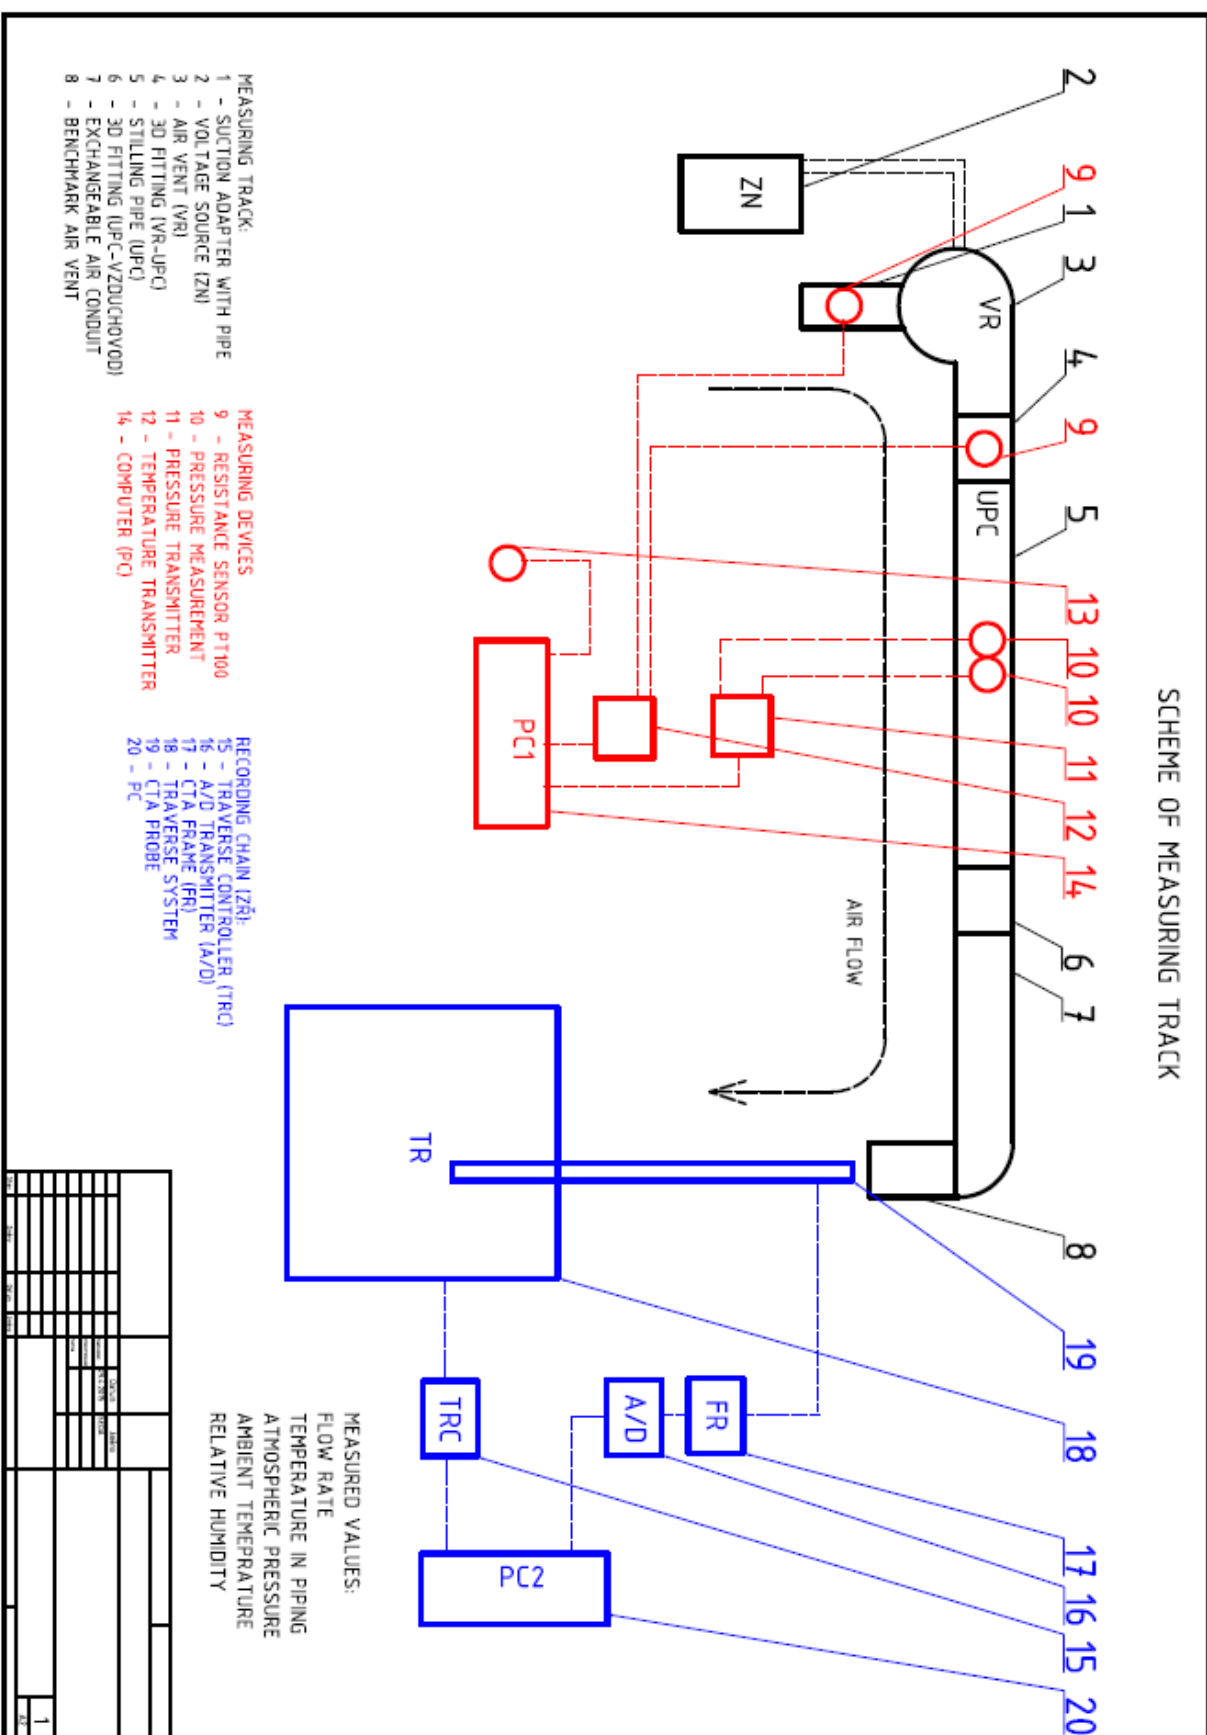 SCHEME OF MEASURING TRACK
2
9
1
3
4
9
5
13
10
10
11
12
14
6
7
8
19
18
17
16
15
20
ZN
VR
UPC
PC1
AIR FLOW
TR
FR
A/D
TRC
PC2
MEASURING TRACK:
1 - SUCTION ADAPTER WITH PIPE
2 - VOLTAGE SOURCE (ZN)
3 - AIR VENT (VR)
4 - 3D FITTING (VR-UPC)
5 - STILLING PIPE (UPC)
6 - 3D FITTING (UPC-VZDUCHOVOD)
7 - EXCHANGEABLE AIR CONDUIT
8 - BENCHMARK AIR VENT
MEASURING DEVICES
9 - RESISTANCE SENSOR PT100
10 - PRESSURE MEASUREMENT
11 - PRESSURE TRANSMITTER
12 - TEMPERATURE TRANSMITTER
14 - COMPUTER (PC)
RECORDING CHAIN (ZŘ):
15 - TRAVERSE CONTROLLER (TRC)
16 - A/D TRANSMITTER (A/D)
17 - CTA FRAME (FR)
18 - TRAVERSE SYSTEM
19 - CTA PROBE
20 - PC
MEASURED VALUES:
FLOW RATE
TEMPERATURE IN PIPING
ATMOSPHERIC PRESSURE
AMBIENT TEMEPRATURE
RELATIVE HUMIDITY
1